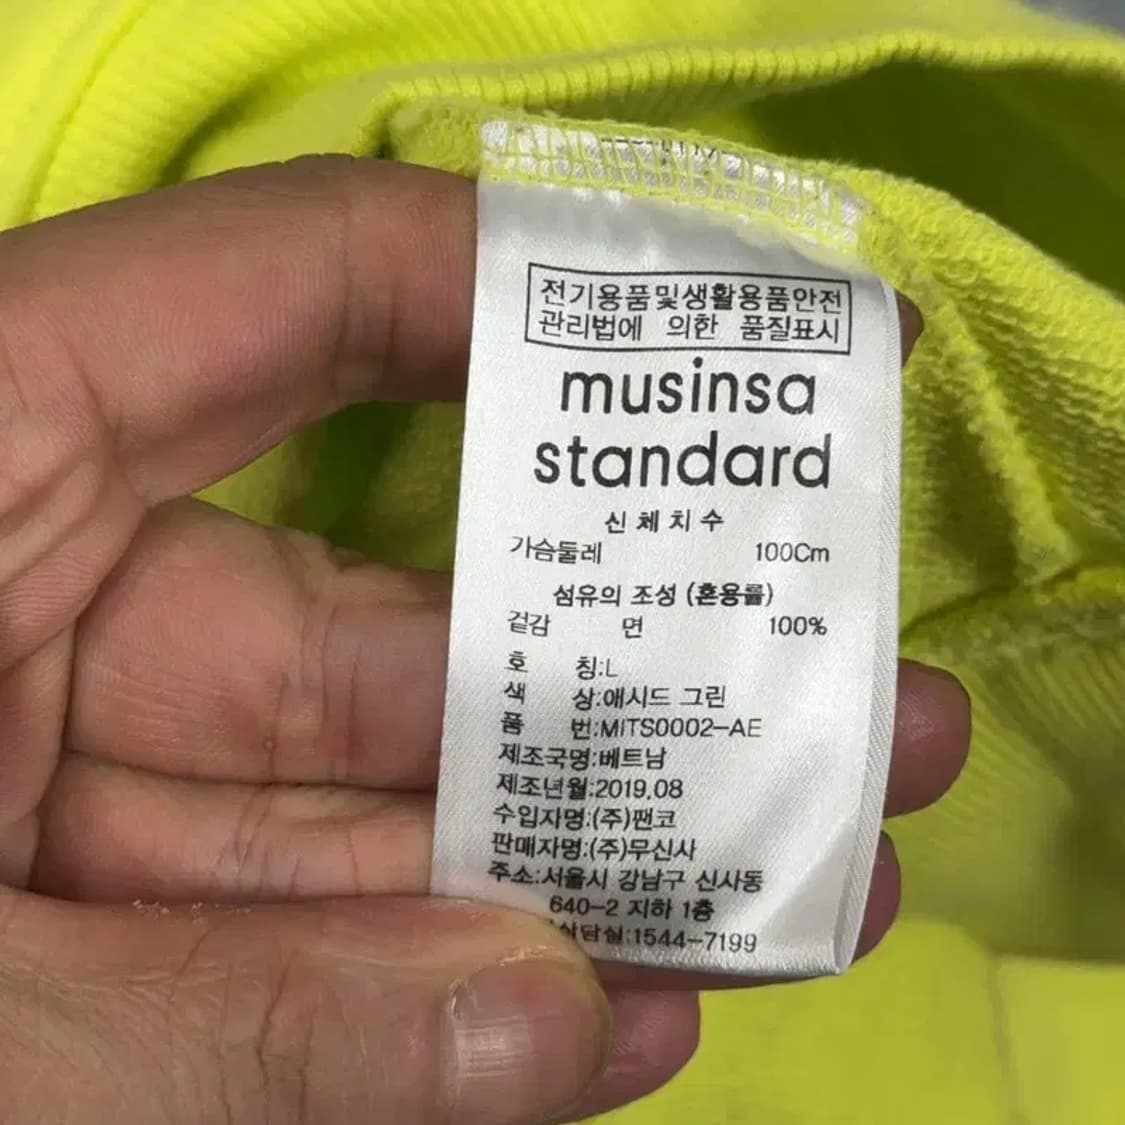 전기용품및생활용품안전
관리법에 의한 품질표시
musinsa
standard
신체치수
가슴둘레 100Cm
섬유의 조성 (혼용률)
겉감 면 100%
호 칭:L
색 상:애시드 그린
품 번:MITS0002-AE
제조국명:베트남
제조년월:2019.08
수입자명:(주)팬코
판매자명:(주)무신사
주소:서울시 강남구 신사동
640-2 지하 1층
상담실:1544-7199